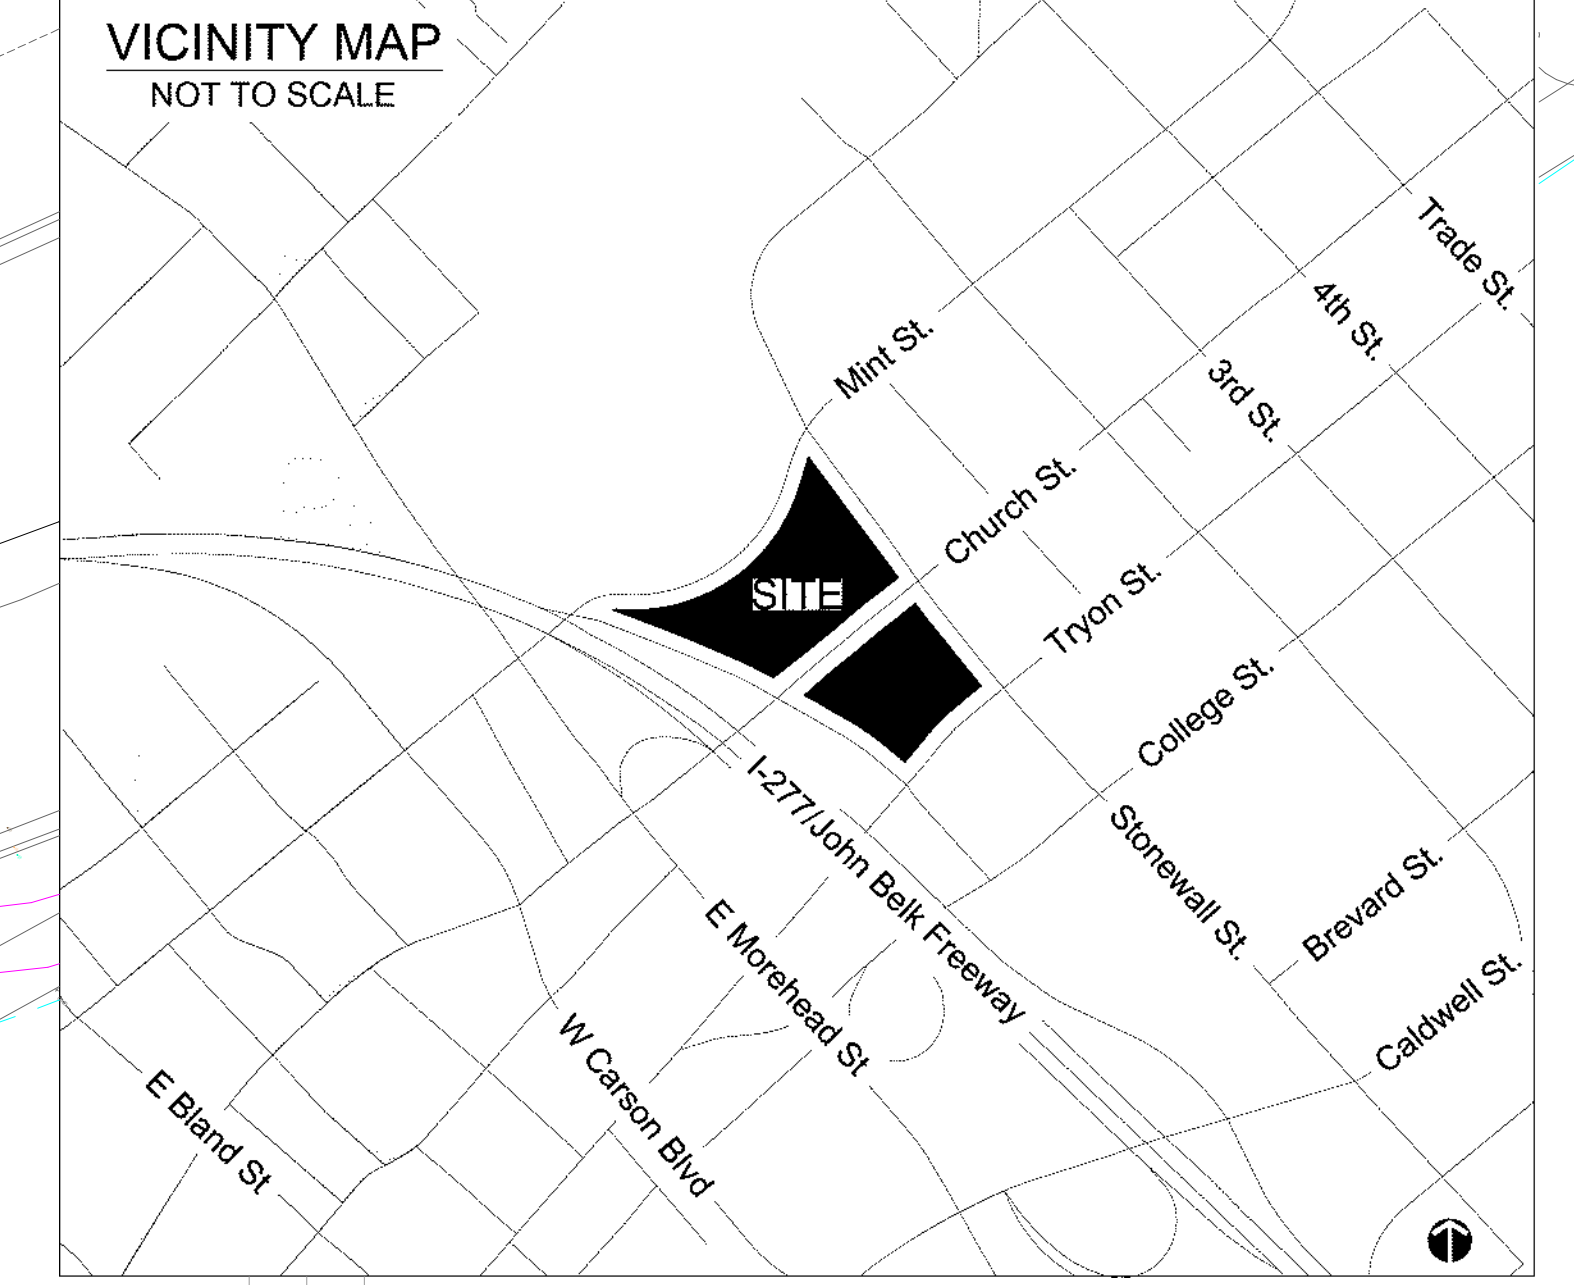 VICINITY MAP
NOT TO SCALE
Trade St.
4th St.
Mint St.
3rd St.
Church St.
SITE
Tryon St.
College St.
I-277/John Belk Freeway
Stonewall St.
Brevard St.
E Morehead St
Caldwell St.
W Carson Blvd
E Bland St